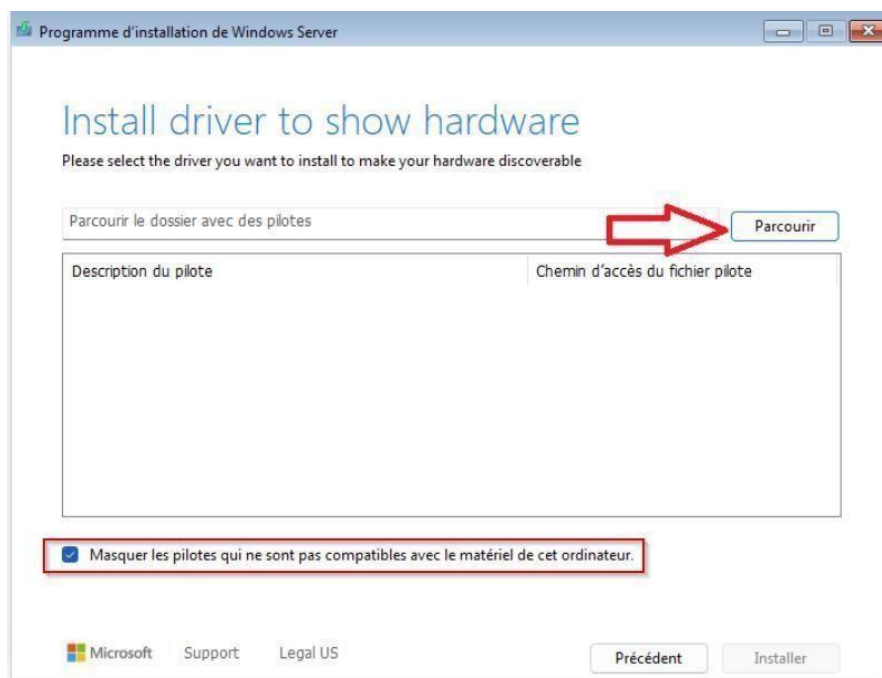 Programme d'installation de Windows Server
Install driver to show hardware
Please select the driver you want to install to make your hardware discoverable
Parcourir le dossier avec des pilotes
Parcourir
Description du pilote
Chemin d'accès du fichier pilote
Masquer les pilotes qui ne sont pas compatibles avec le matériel de cet ordinateur.
Microsoft
Support
Legal US
Précédent
Installer